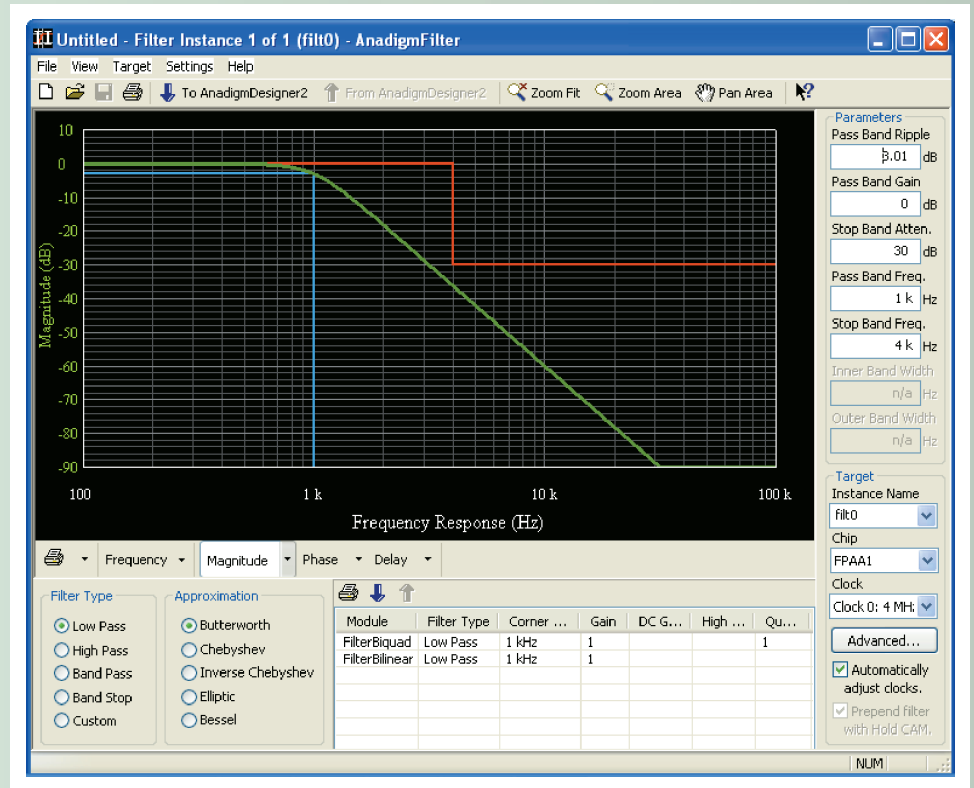 Untitled - Filter Instance 1 of 1 (filt0) - AnadigmFilter
File View Target Settings Help
To AnadigmDesigner2 From AnadigmDesigner2 Zoom Fit Zoom Area Pan Area
10
0
-10
-20
-30
-40
-50
-60
-70
-80
-90
Magnitude (dB)
100 1 k 10 k 100 k
Frequency Response (Hz)
Parameters
Pass Band Ripple
3.01 dB
Pass Band Gain
0 dB
Stop Band Atten.
30 dB
Pass Band Freq.
1 k Hz
Stop Band Freq.
4 k Hz
Inner Band Width
n/a Hz
Outer Band Width
n/a Hz
Target
Instance Name
filt0
Chip
FPAA1
Clock
Clock 0: 4 MH:
Advanced...
Automatically
adjust clocks.
Prepend filter
with Hold CAM.
Frequency Magnitude Phase Delay
Filter Type
Low Pass
High Pass
Band Pass
Band Stop
Custom
Approximation
Butterworth
Chebyshev
Inverse Chebyshev
Elliptic
Bessel
Module Filter Type Corner ... Gain DC G... High ... Qu...
FilterBiquad Low Pass 1 kHz 1 1
FilterBilinear Low Pass 1 kHz 1
NUM